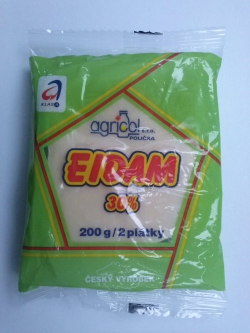 a
KLASA
agricol s.r.o.
POLIČKA
EIDAM
30%
200 g / 2 plátky
ČESKÝ VÝROBEK